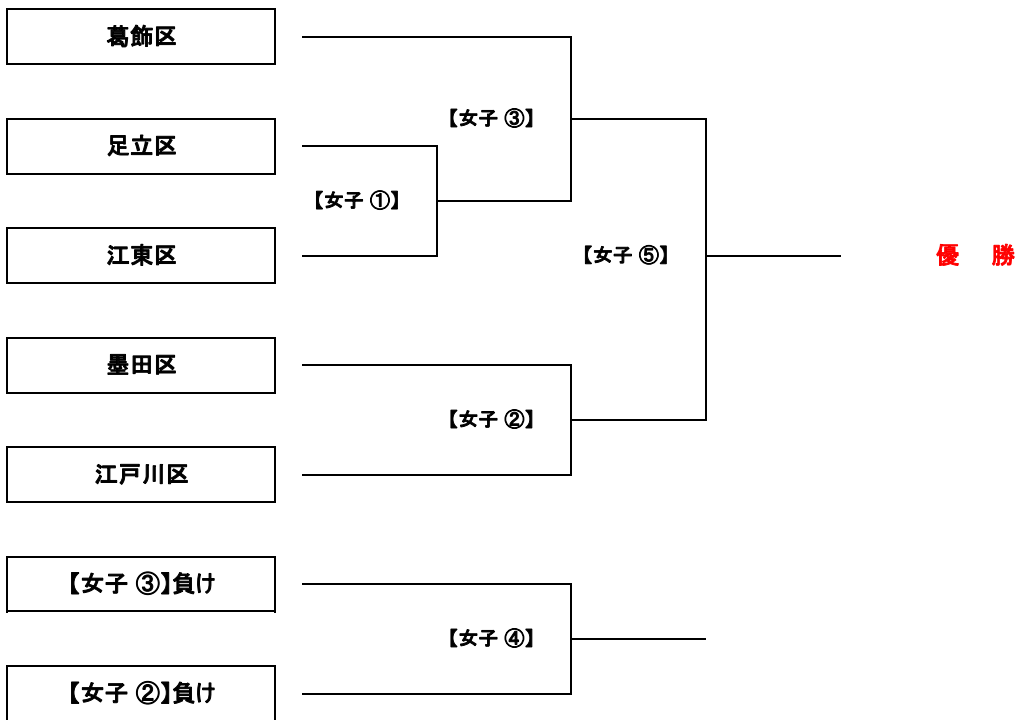 葛飾区
【女子 ③】
足立区
【女子 ①】
江東区
【女子 ⑤】
優 勝
墨田区
【女子 ②】
江戸川区
【女子 ③】負け
【女子 ④】
【女子 ②】負け